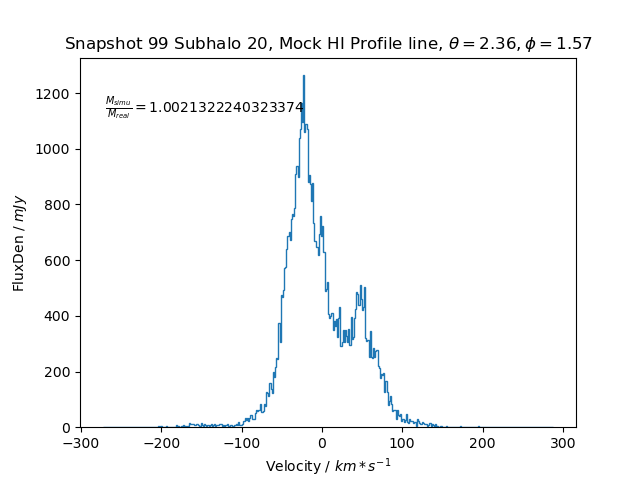 Snapshot 99 Subhalo 20, Mock HI Profile line, θ = 2.36, ϕ = 1.57
M_simu/M_real = 1.0021322240323374
FluxDen / mJy
1200
1000
800
600
400
200
0
−300 −200 −100 0 100 200 300
Velocity / km * s⁻¹